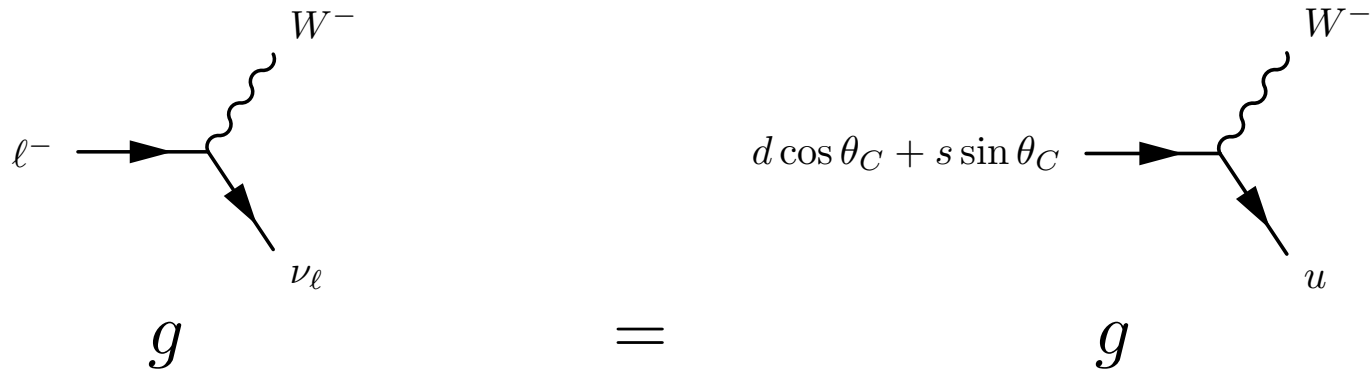 W⁻ W⁻
ℓ⁻ d cos θ_C + s sin θ_C
ν_ℓ u
g = g